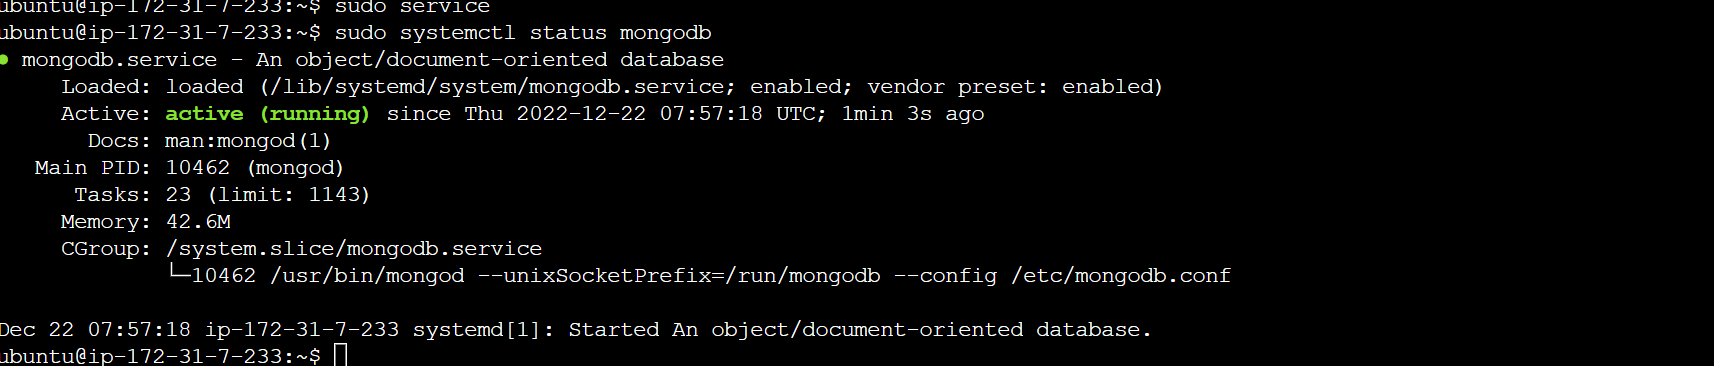 ubuntu@ip-172-31-7-233:~$ sudo service
ubuntu@ip-172-31-7-233:~$ sudo systemctl status mongodb
● mongodb.service - An object/document-oriented database
     Loaded: loaded (/lib/systemd/system/mongodb.service; enabled; vendor preset: enabled)
     Active: active (running) since Thu 2022-12-22 07:57:18 UTC; 1min 3s ago
       Docs: man:mongod(1)
   Main PID: 10462 (mongod)
      Tasks: 23 (limit: 1143)
     Memory: 42.6M
     CGroup: /system.slice/mongodb.service
             └─10462 /usr/bin/mongod --unixSocketPrefix=/run/mongodb --config /etc/mongodb.conf
Dec 22 07:57:18 ip-172-31-7-233 systemd[1]: Started An object/document-oriented database.
ubuntu@ip-172-31-7-233:~$